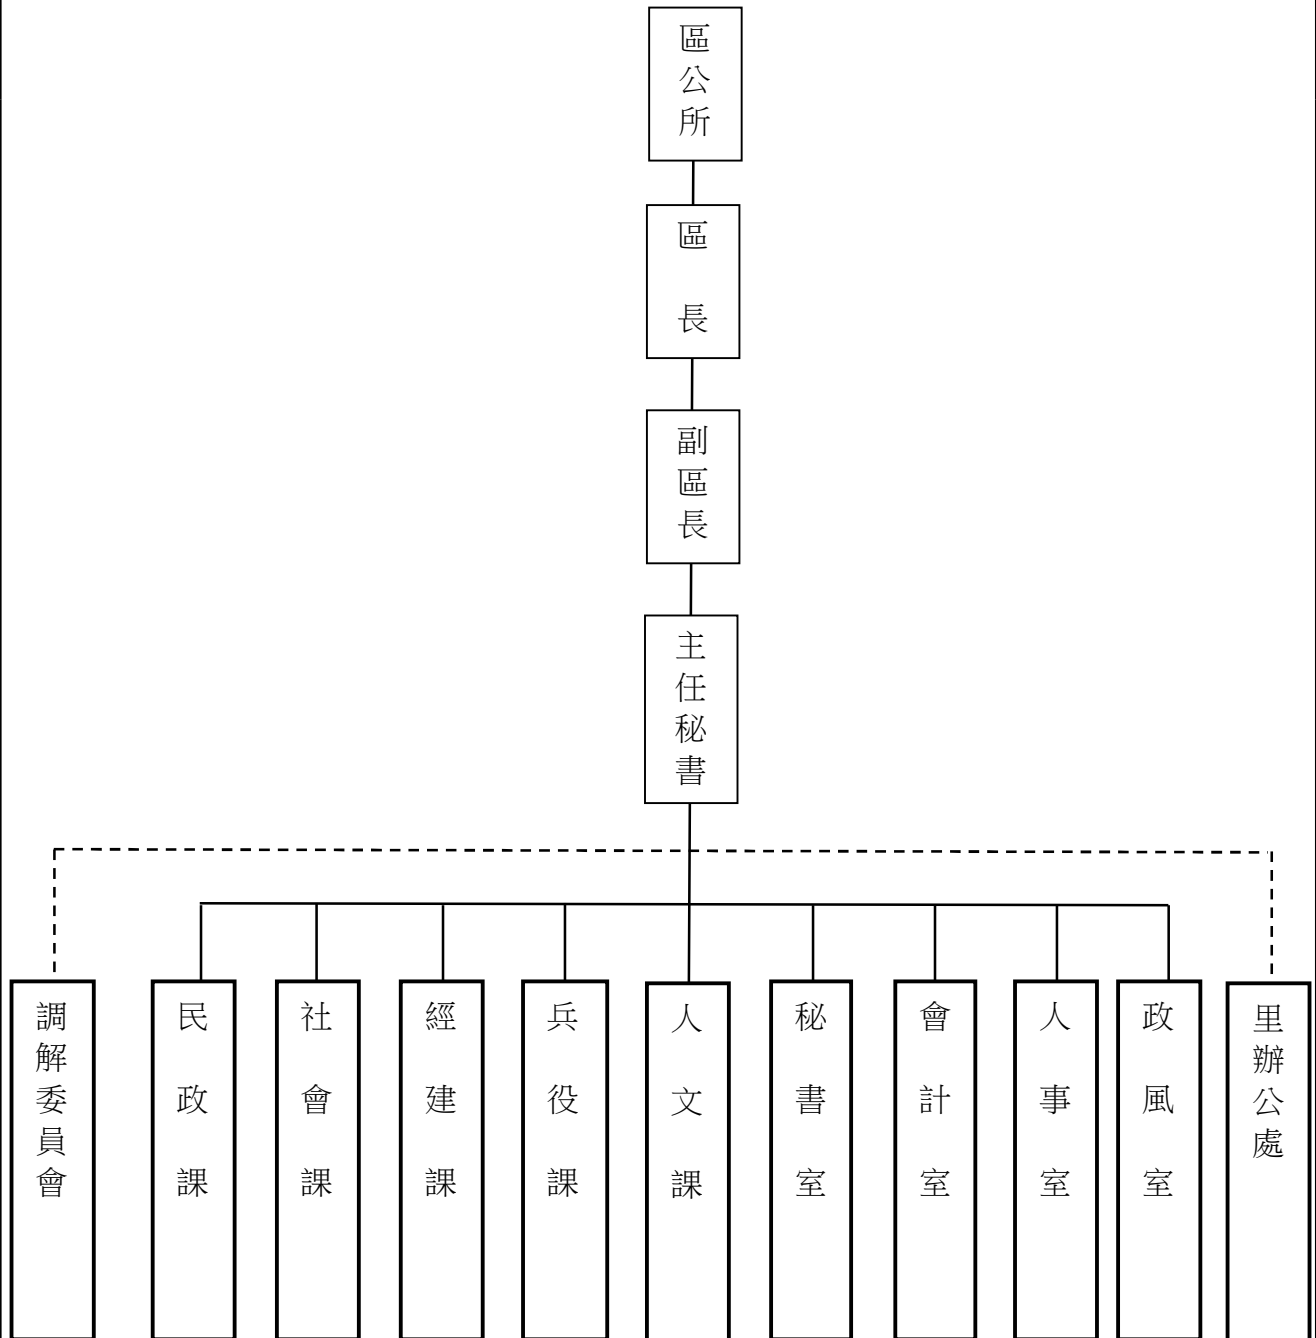 區公所
區長
副區長
主任秘書
調解委員會
民政課
社會課
經建課
兵役課
人文課
秘書室
會計室
人事室
政風室
里辦公處